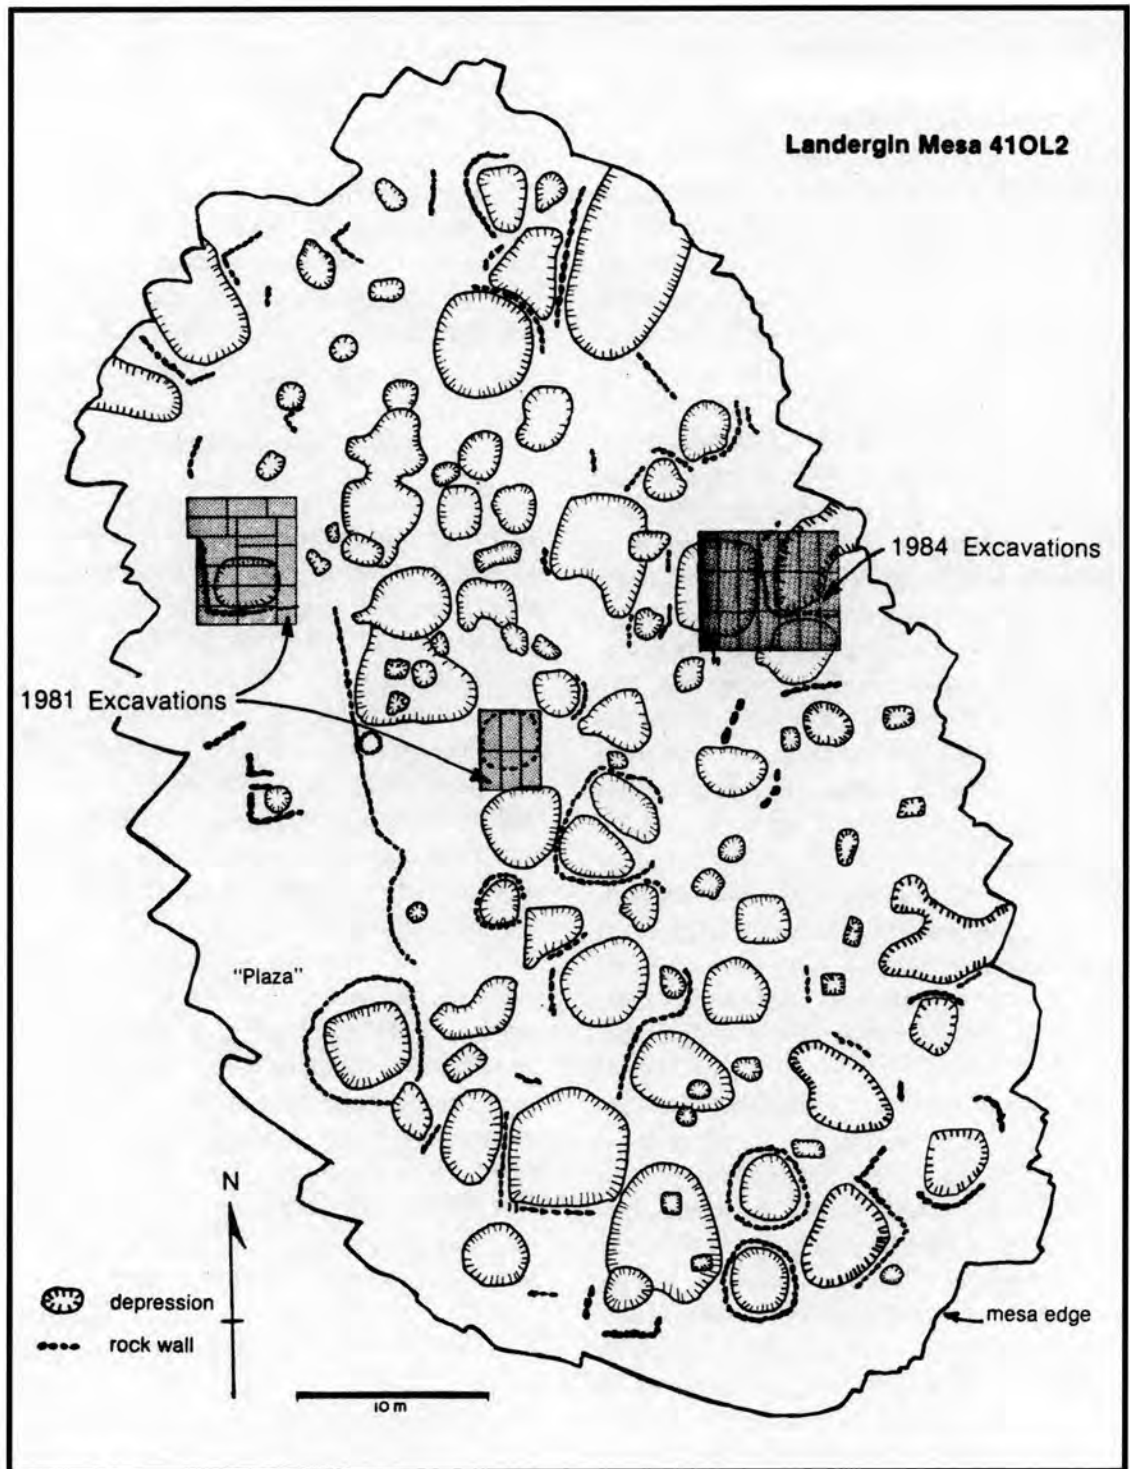 Landergin Mesa 41OL2
1984 Excavations
1981 Excavations
"Plaza"
N
depression
rock wall
mesa edge
10 m